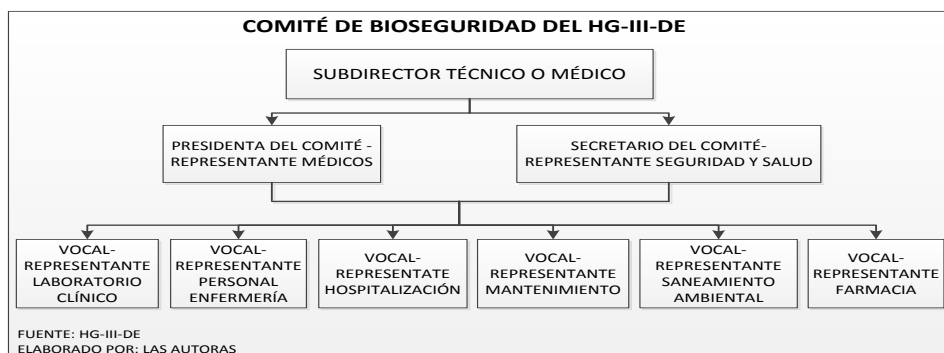 COMITÉ DE BIOSEGURIDAD DEL HG-III-DE
SUBDIRECTOR TÉCNICO O MÉDICO
PRESIDENTA DEL COMITÉ -
REPRESENTANTE MÉDICOS
SECRETARIO DEL COMITÉ-
REPRESENTANTE SEGURIDAD Y SALUD
VOCAL-
REPRESENTANTE
LABORATORIO
CLÍNICO
VOCAL-
REPRESENTANTE
PERSONAL
ENFERMERÍA
VOCAL-
REPRESENTATE
HOSPITALIZACIÓN
VOCAL-
REPRESENTANTE
MANTENIMIENTO
VOCAL-
REPRESENTANTE
SANEAMIENTO
AMBIENTAL
VOCAL-
REPRESENTANTE
FARMACIA
FUENTE: HG-III-DE
ELABORADO POR: LAS AUTORAS